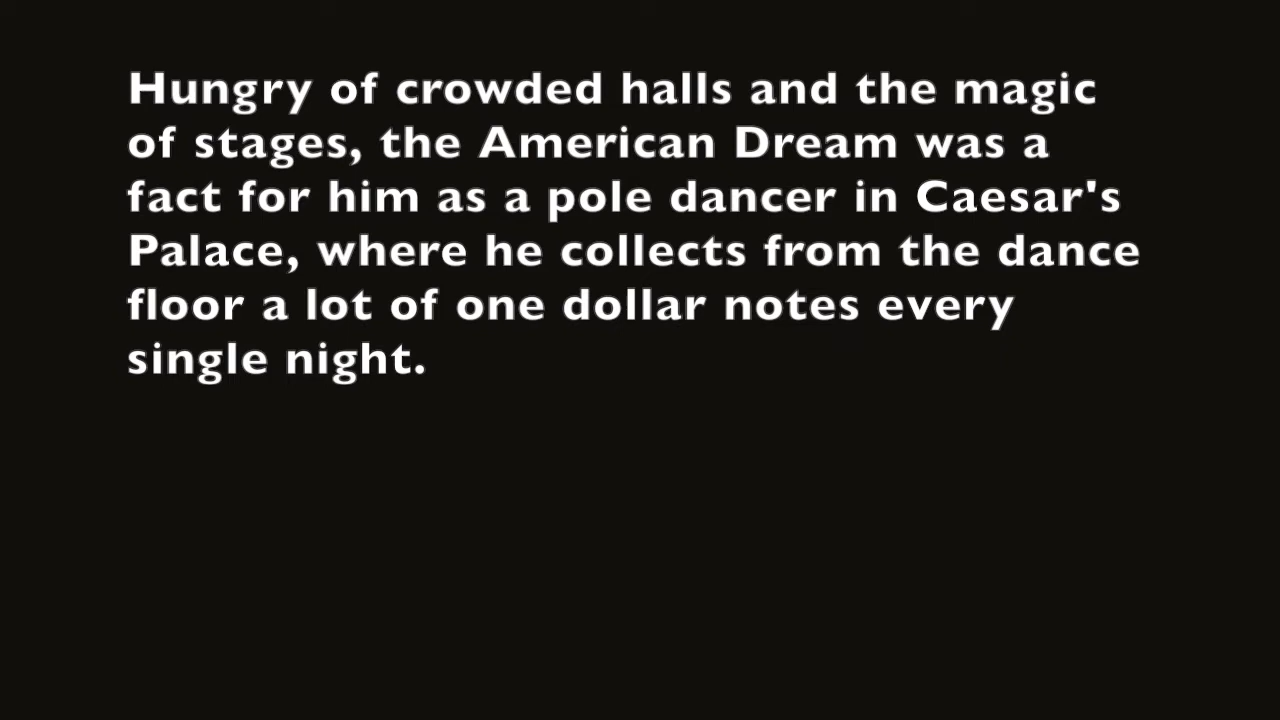 Hungry of crowded halls and the magic
of stages, the American Dream was a
fact for him as a pole dancer in Caesar's
Palace, where he collects from the dance
floor a lot of one dollar notes every
single night.